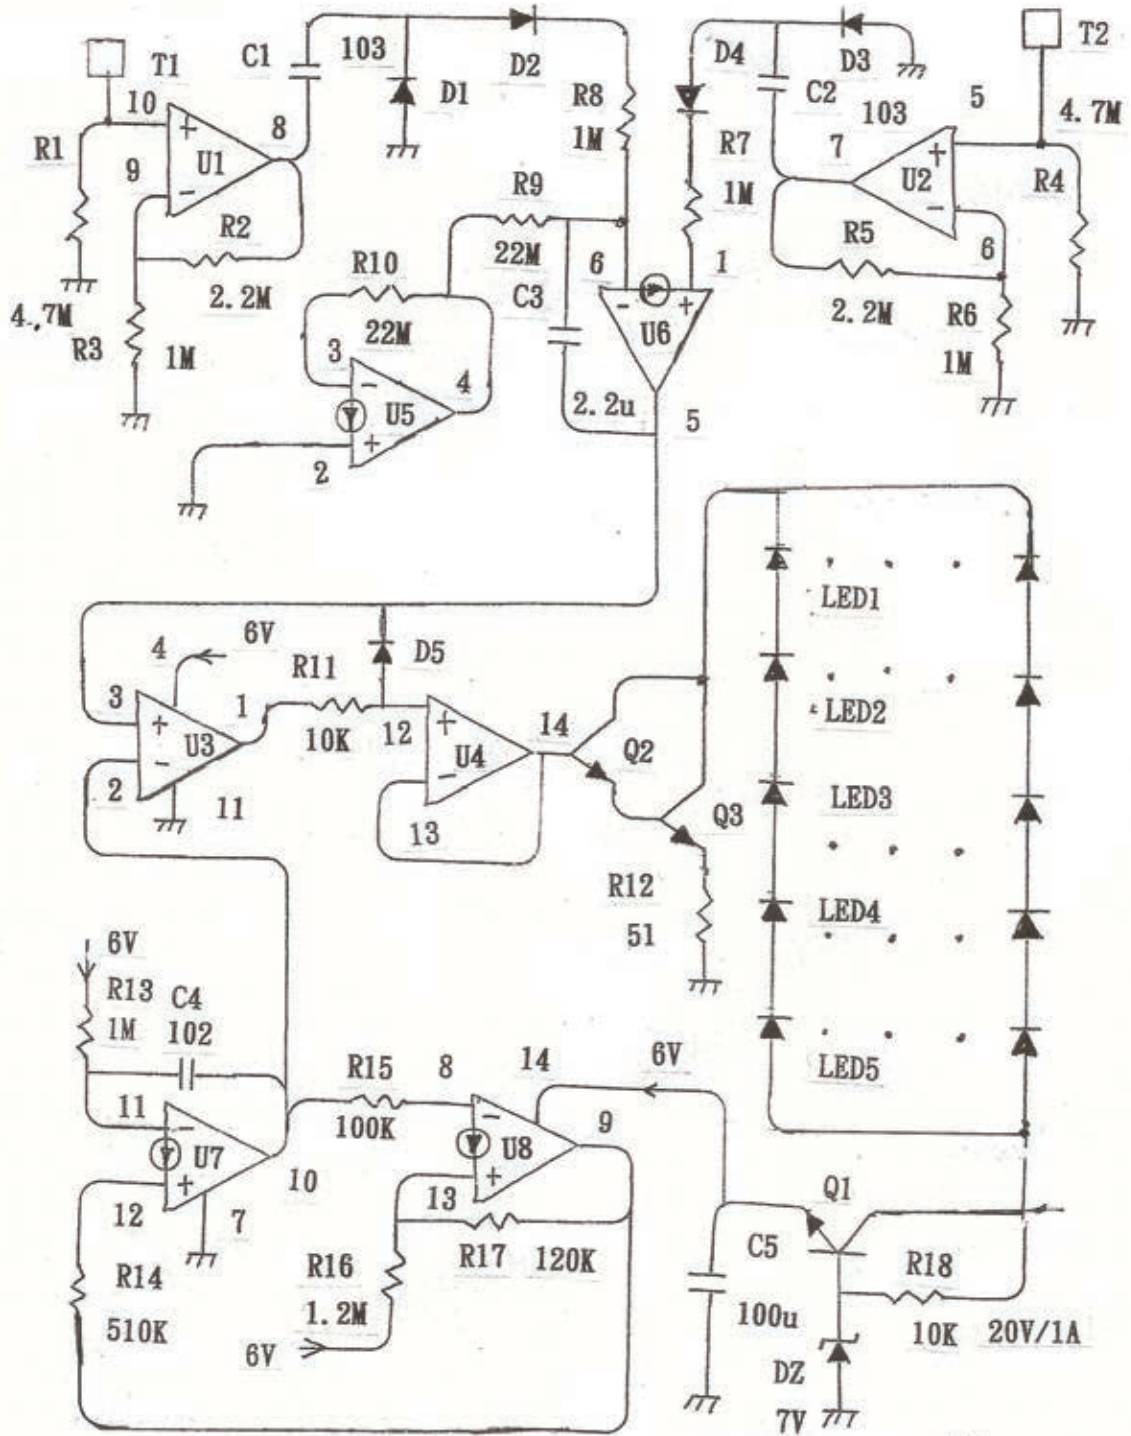 C1 103 D2 D4 D3 T2
T1 D1 R8 C2 5
10 8 1M 103 4.7M
R1 9 U1 R7 7 U2 R4
R2 R9 1M R5 6
R10 22M 6 1
4.7M 2.2M C3 2.2M R6
R3 1M 22M U6 1M
3 4 2.2u 5
U5
2
LED1
6V D5
4 R11
3 1 14 LED2
U3 10K 12 U4 Q2
2 11 13 Q3 LED3
R12 LED4
51
6V
R13 C4
1M 102
R15 8 14 6V LED5
11 100K 9
U7 U8
10 Q1
12 7 13 C5
R14 R16 R17 120K R18
510K 1.2M 100u 10K 20V/1A
6V DZ
7V